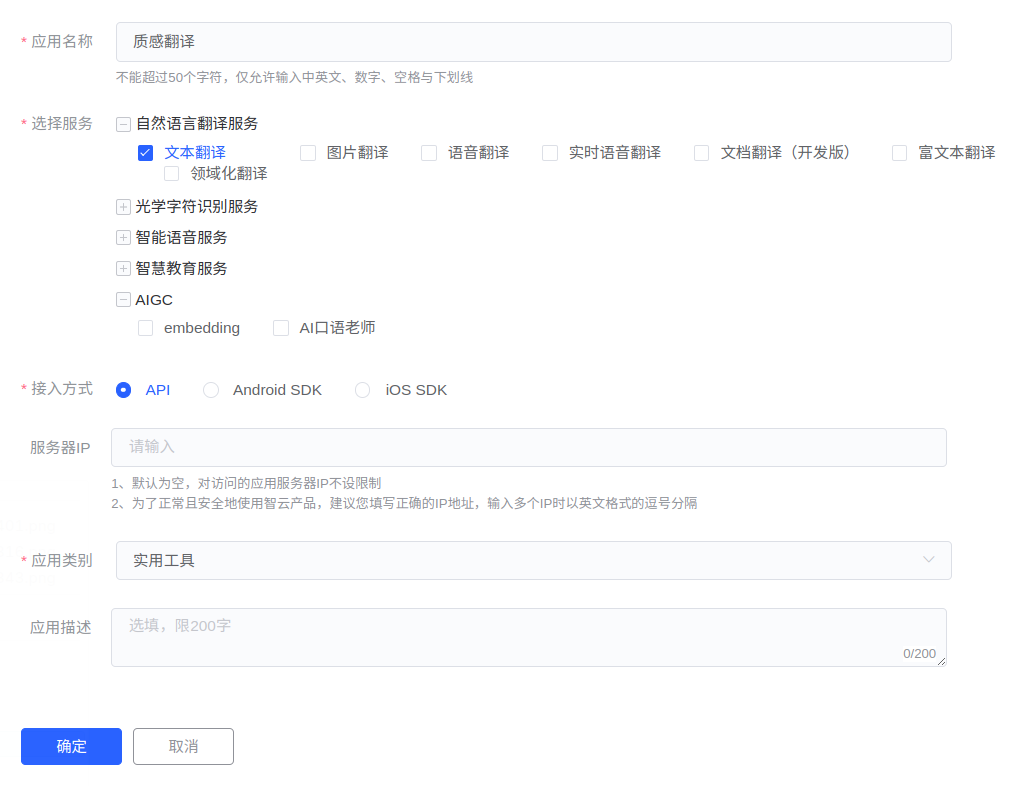 * 应用名称 质感翻译
不能超过50个字符，仅允许输入中英文、数字、空格与下划线
* 选择服务 自然语言翻译服务
文本翻译 图片翻译 语音翻译 实时语音翻译 文档翻译（开发版） 富文本翻译
领域化翻译
光学字符识别服务
智能语音服务
智慧教育服务
AIGC
embedding AI口语老师
* 接入方式 API Android SDK iOS SDK
服务器IP 请输入
1、默认为空，对访问的应用服务器IP不设限制
2、为了正常且安全地使用智云产品，建议您填写正确的IP地址，输入多个IP时以英文格式的逗号分隔
* 应用类别 实用工具
应用描述 选填，限200字
0/200
确定 取消